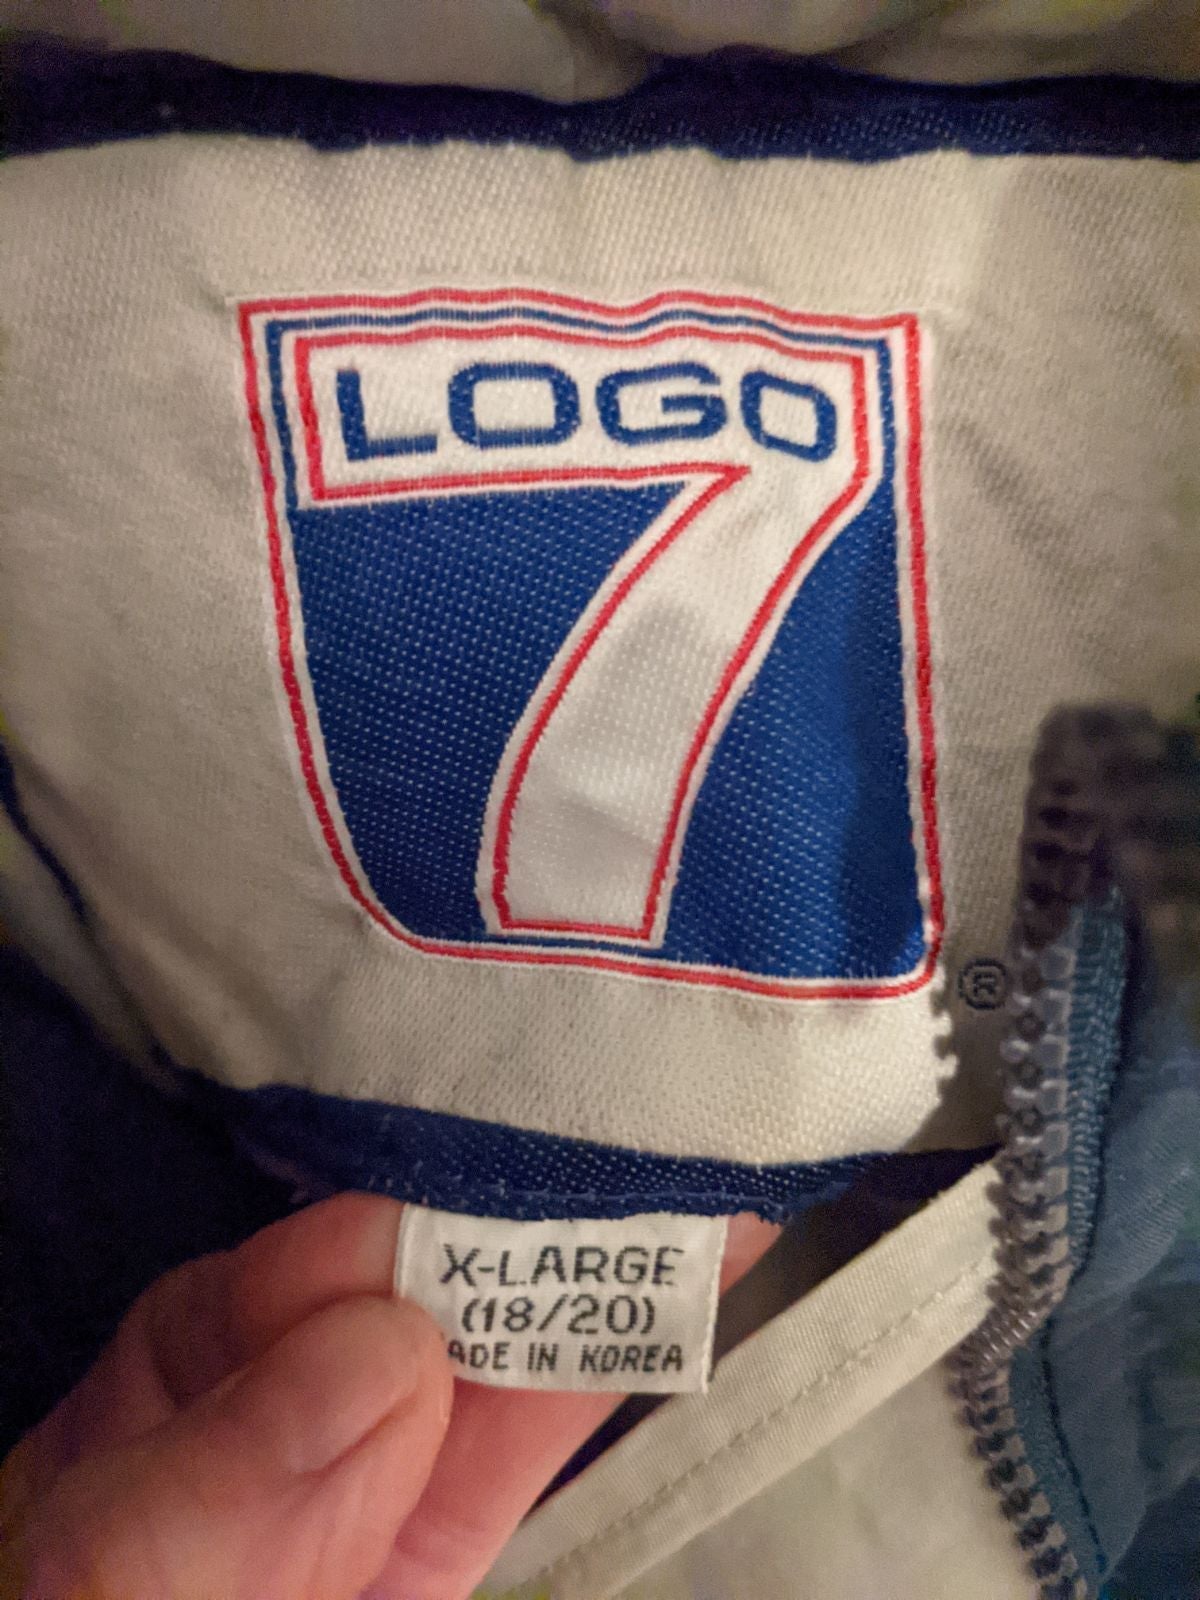 LOGO
7
®
X-LARGE
(18/20)
ADE IN KOREA